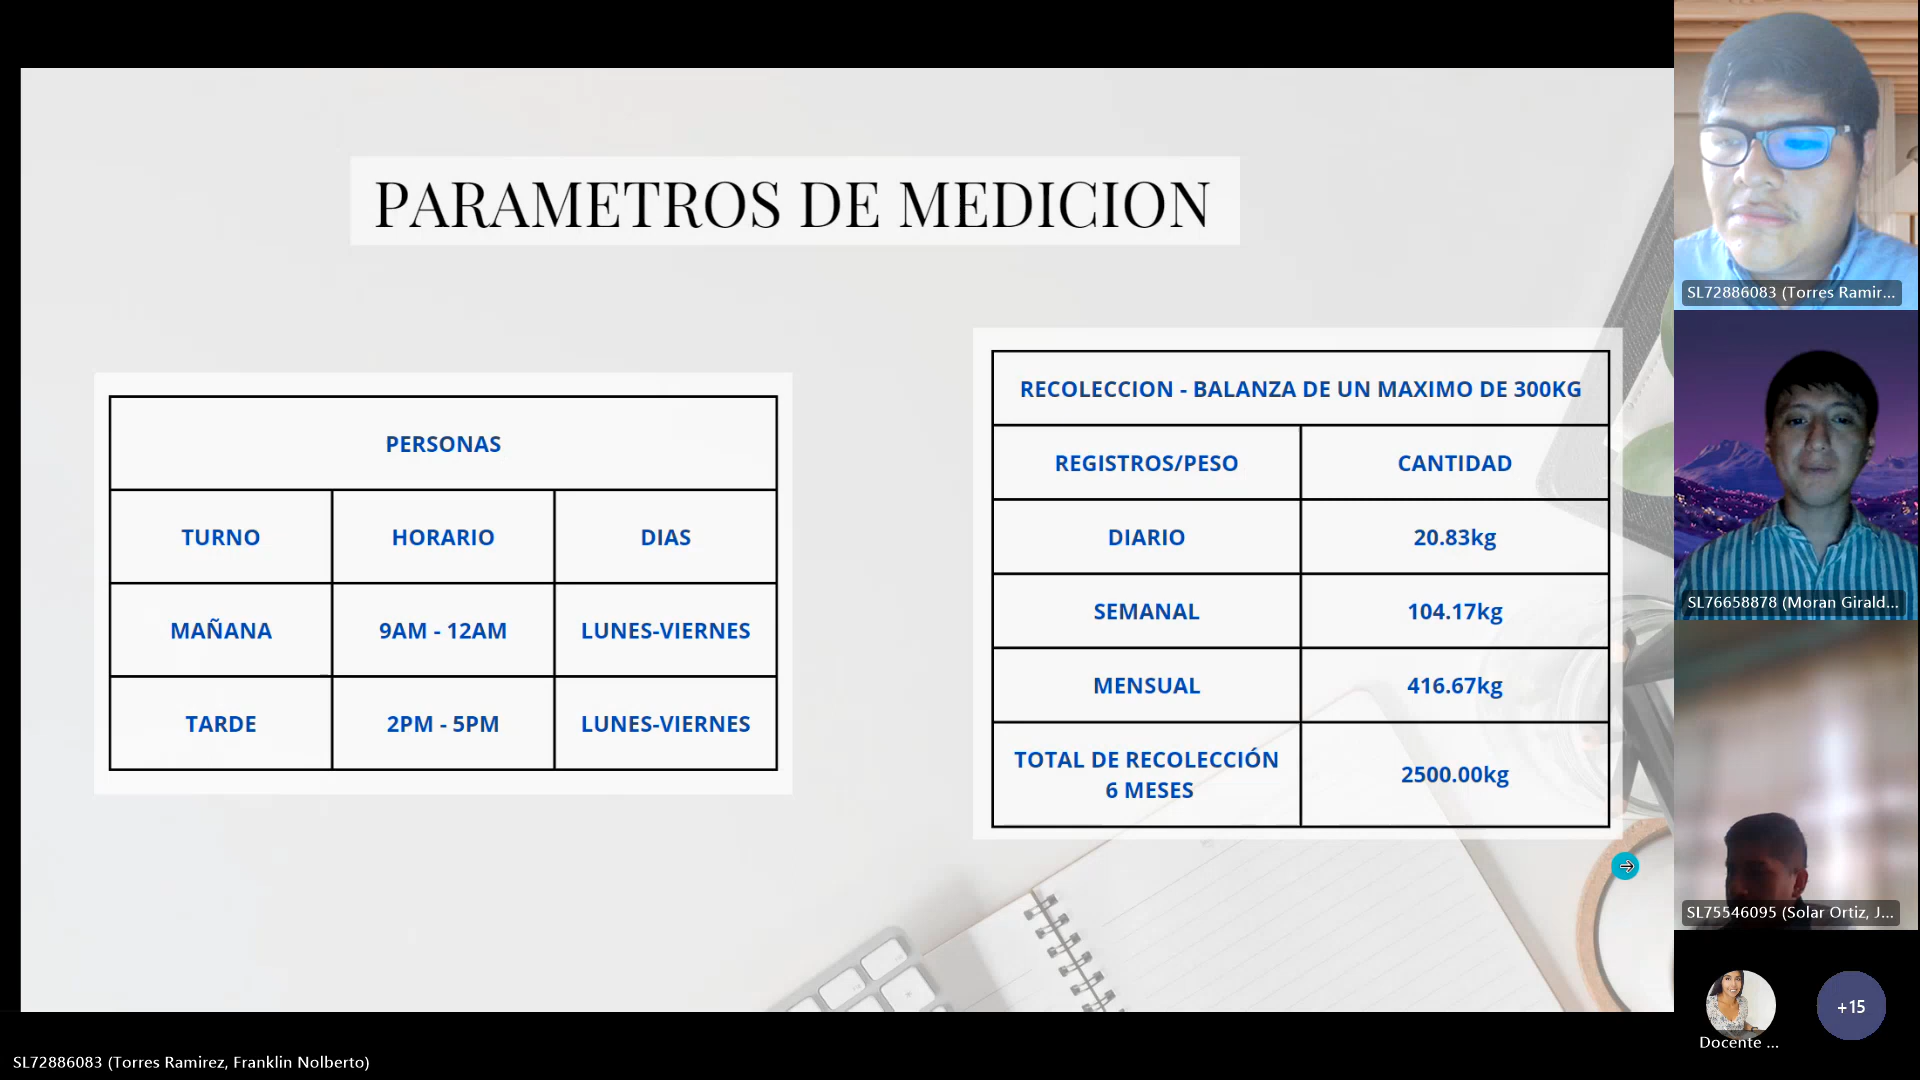 PARAMETROS DE MEDICION
PERSONAS
TURNO HORARIO DIAS
MAÑANA 9AM - 12AM LUNES-VIERNES
TARDE 2PM - 5PM LUNES-VIERNES
RECOLECCION - BALANZA DE UN MAXIMO DE 300KG
REGISTROS/PESO CANTIDAD
DIARIO 20.83kg
SEMANAL 104.17kg
MENSUAL 416.67kg
TOTAL DE RECOLECCIÓN
6 MESES
2500.00kg
SL72886083 (Torres Ramir...
SL76658878 (Moran Girald...
SL75546095 (Solar Ortiz, J...
Docente ...
+15
SL72886083 (Torres Ramirez, Franklin Nolberto)